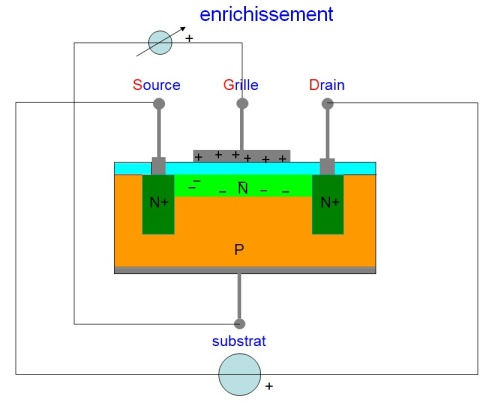 enrichissement
+
Source Grille Drain
+ + + + + +
N+ N N+
− − − − −
P
substrat
+